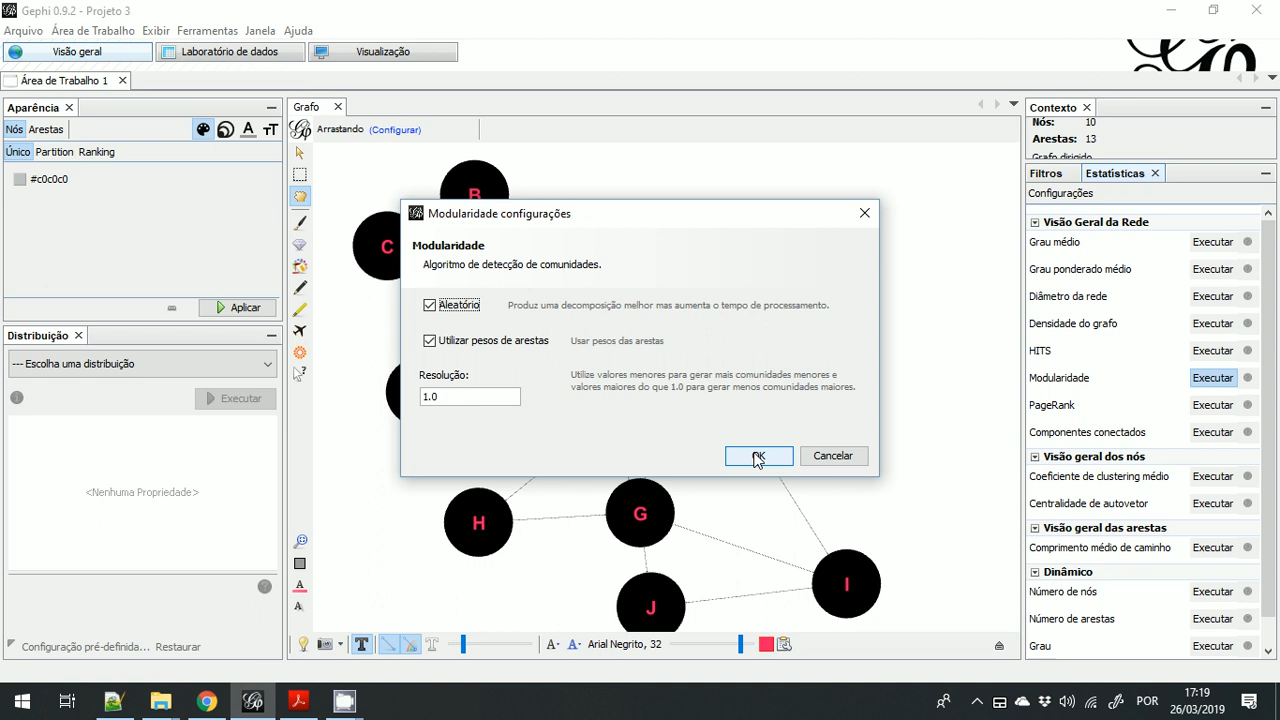 Gephi 0.9.2 - Projeto 3
Arquivo Área de Trabalho Exibir Ferramentas Janela Ajuda
Visão geral Laboratório de dados Visualização
Área de Trabalho 1
Aparência
Nós Arestas
Único Partition Ranking
#c0c0c0
Aplicar
Distribuição
--- Escolha uma distribuição
Executar
<Nenhuma Propriedade>
Configuração pré-definida... Restaurar
Grafo
Arrastando (Configurar)
B
C
H
G
I
J
Arial Negrito, 32
Modularidade configurações
Modularidade
Algoritmo de detecção de comunidades.
Aleatório Produz uma decomposição melhor mas aumenta o tempo de processamento.
Utilizar pesos de arestas Usar pesos das arestas
Resolução: Utilize valores menores para gerar mais comunidades menores e
valores maiores do que 1.0 para gerar menos comunidades maiores.
1.0
OK Cancelar
Contexto
Nós: 10
Arestas: 13
Grafo dirigido
Filtros Estatísticas
Configurações
Visão Geral da Rede
Grau médio Executar
Grau ponderado médio Executar
Diâmetro da rede Executar
Densidade do grafo Executar
HITS Executar
Modularidade Executar
PageRank Executar
Componentes conectados Executar
Visão geral dos nós
Coeficiente de clustering médio Executar
Centralidade de autovetor Executar
Visão geral das arestas
Comprimento médio de caminho Executar
Dinâmico
Número de nós Executar
Número de arestas Executar
Grau Executar
POR
17:19
26/03/2019